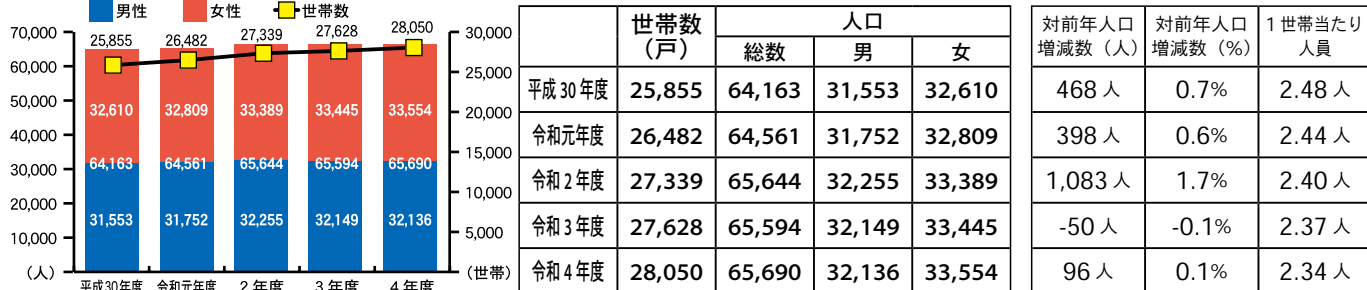 男性 女性 世帯数
70,000 25,855 26,482 27,339 27,628 28,050 30,000
60,000 25,000
50,000 32,610 32,809 33,389 33,445 33,554 20,000
40,000
30,000 64,163 64,561 65,644 65,594 65,690 15,000
20,000 31,553 31,752 32,255 32,149 32,136 10,000
10,000 5,000
(人) (世帯)
平成30年度 令和元年度 2年度 3年度 4年度
世帯数(戸) 人口
総数 男 女
平成30年度 25,855 64,163 31,553 32,610
令和元年度 26,482 64,561 31,752 32,809
令和2年度 27,339 65,644 32,255 33,389
令和3年度 27,628 65,594 32,149 33,445
令和4年度 28,050 65,690 32,136 33,554
対前年人口 対前年人口 1世帯当たり
増減数(人) 増減数(%) 人員
468人 0.7% 2.48人
398人 0.6% 2.44人
1,083人 1.7% 2.40人
-50人 -0.1% 2.37人
96人 0.1% 2.34人